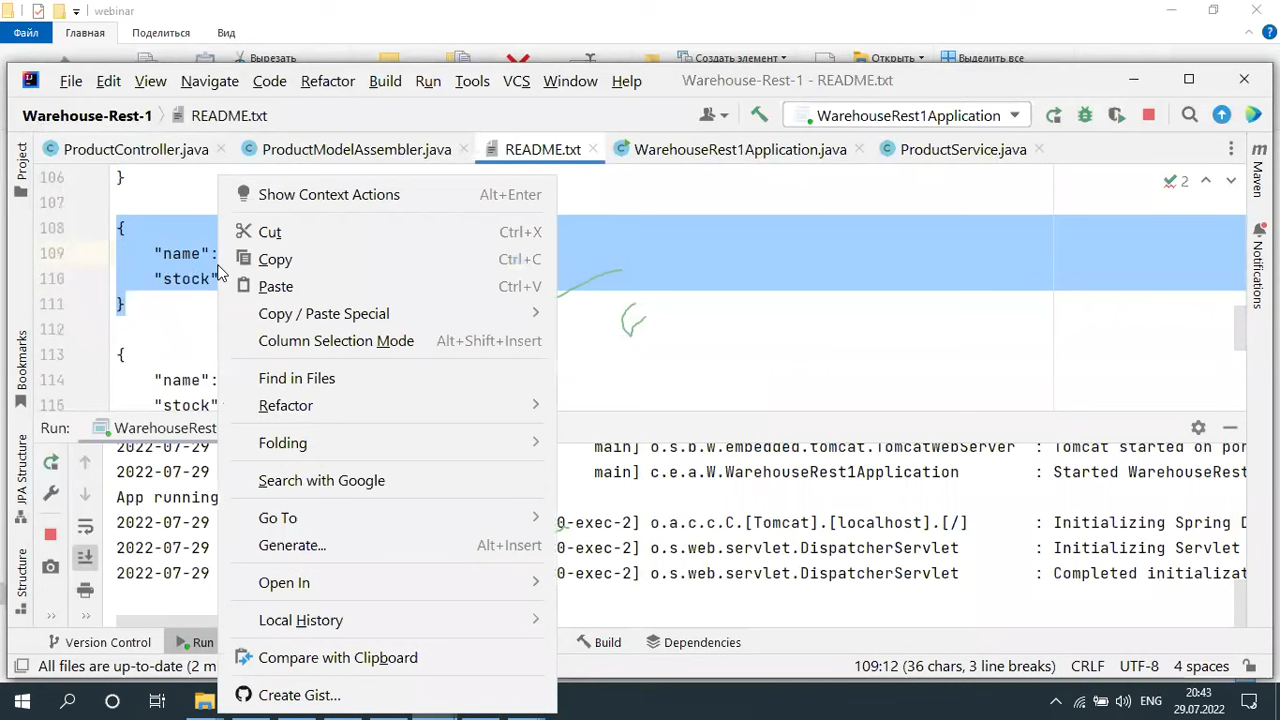 webinar
Файл Главная Поделиться Вид
Вырезать Создать элемент Открыть Выделить все
File Edit View Navigate Code Refactor Build Run Tools VCS Window Help Warehouse-Rest-1 - README.txt
Warehouse-Rest-1 README.txt WarehouseRest1Application
ProductController.java ProductModelAssembler.java README.txt WarehouseRest1Application.java ProductService.java
Project
Bookmarks
JPA Structure
Structure
Maven
Notifications
2
106 }
107
108 {
109 "name":
110 "stock"
111 }
112
113 {
114 "name":
115 "stock"
Show Context Actions Alt+Enter
Cut Ctrl+X
Copy Ctrl+C
Paste Ctrl+V
Copy / Paste Special
Column Selection Mode Alt+Shift+Insert
Find in Files
Refactor
Folding
Search with Google
Go To
Generate... Alt+Insert
Open In
Local History
Compare with Clipboard
Create Gist...
Run: WarehouseRest
2022-07-29 main] o.s.b.w.embedded.tomcat.TomcatWebServer : Tomcat started on por
2022-07-29 main] c.e.a.W.WarehouseRest1Application : Started WarehouseRest
App running
2022-07-29 0-exec-2] o.a.c.c.C.[Tomcat].[localhost].[/] : Initializing Spring D
2022-07-29 0-exec-2] o.s.web.servlet.DispatcherServlet : Initializing Servlet
2022-07-29 0-exec-2] o.s.web.servlet.DispatcherServlet : Completed initializat
Version Control Run Build Dependencies
All files are up-to-date (2 m 109:12 (36 chars, 3 line breaks) CRLF UTF-8 4 spaces
ENG 20:43
29.07.2022